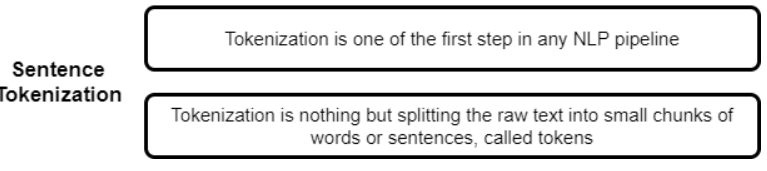 Sentence
Tokenization
Tokenization is one of the first step in any NLP pipeline
Tokenization is nothing but splitting the raw text into small chunks of
words or sentences, called tokens